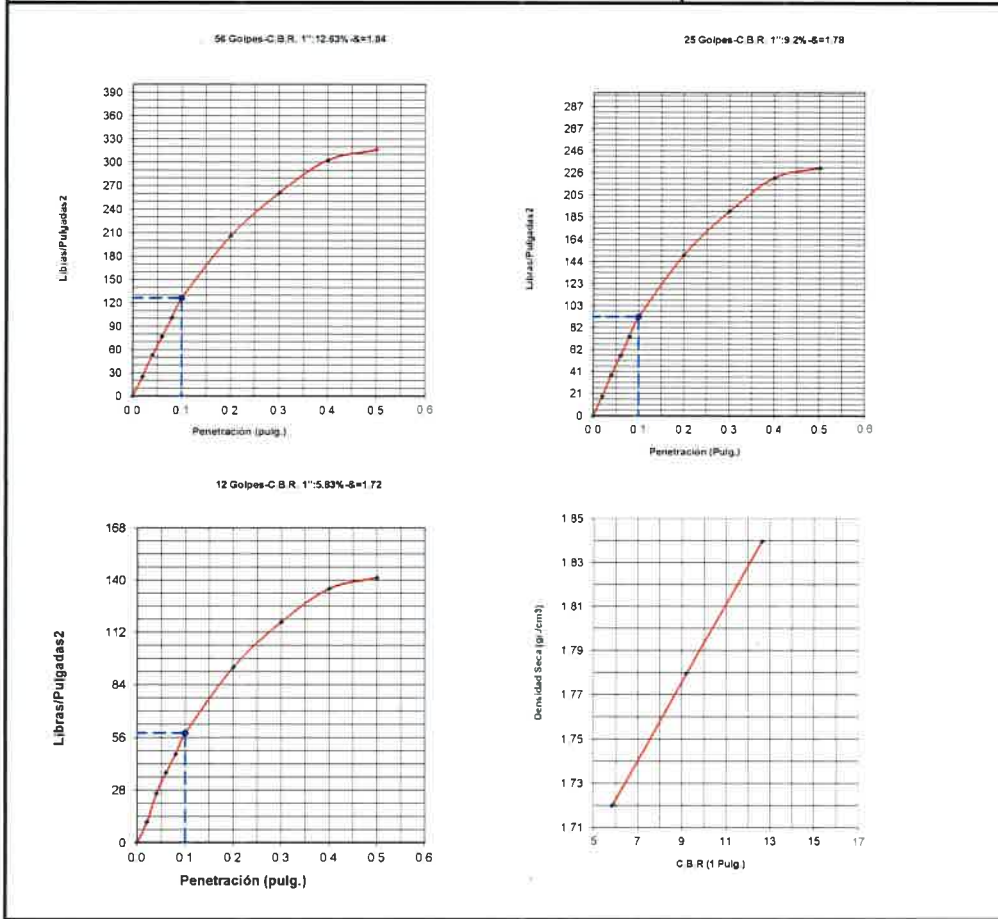 56 Golpes-C.B.R. 1":12.63%-&=1.84
390
360
330
300
270
240
210
180
150
120
90
60
30
0
Libras/Pulgadas2
0.0 0.1 0.2 0.3 0.4 0.5 0.6
Penetración (pulg.)
25 Golpes-C.B.R. 1":9.2%-&=1.78
287
267
246
226
205
185
164
144
123
103
82
62
41
21
0
Libras/Pulgadas2
0.0 0.1 0.2 0.3 0.4 0.5 0.6
Penetración (Pulg.)
12 Golpes-C.B.R. 1":5.83%-&=1.72
168
140
112
84
56
28
0
Libras/Pulgadas2
0.0 0.1 0.2 0.3 0.4 0.5 0.6
Penetración (pulg.)
1.85
1.83
1.81
1.79
1.77
1.75
1.73
1.71
Densidad Seca (gr./cm3)
5 7 9 11 13 15 17
C.B.R (1 Pulg.)